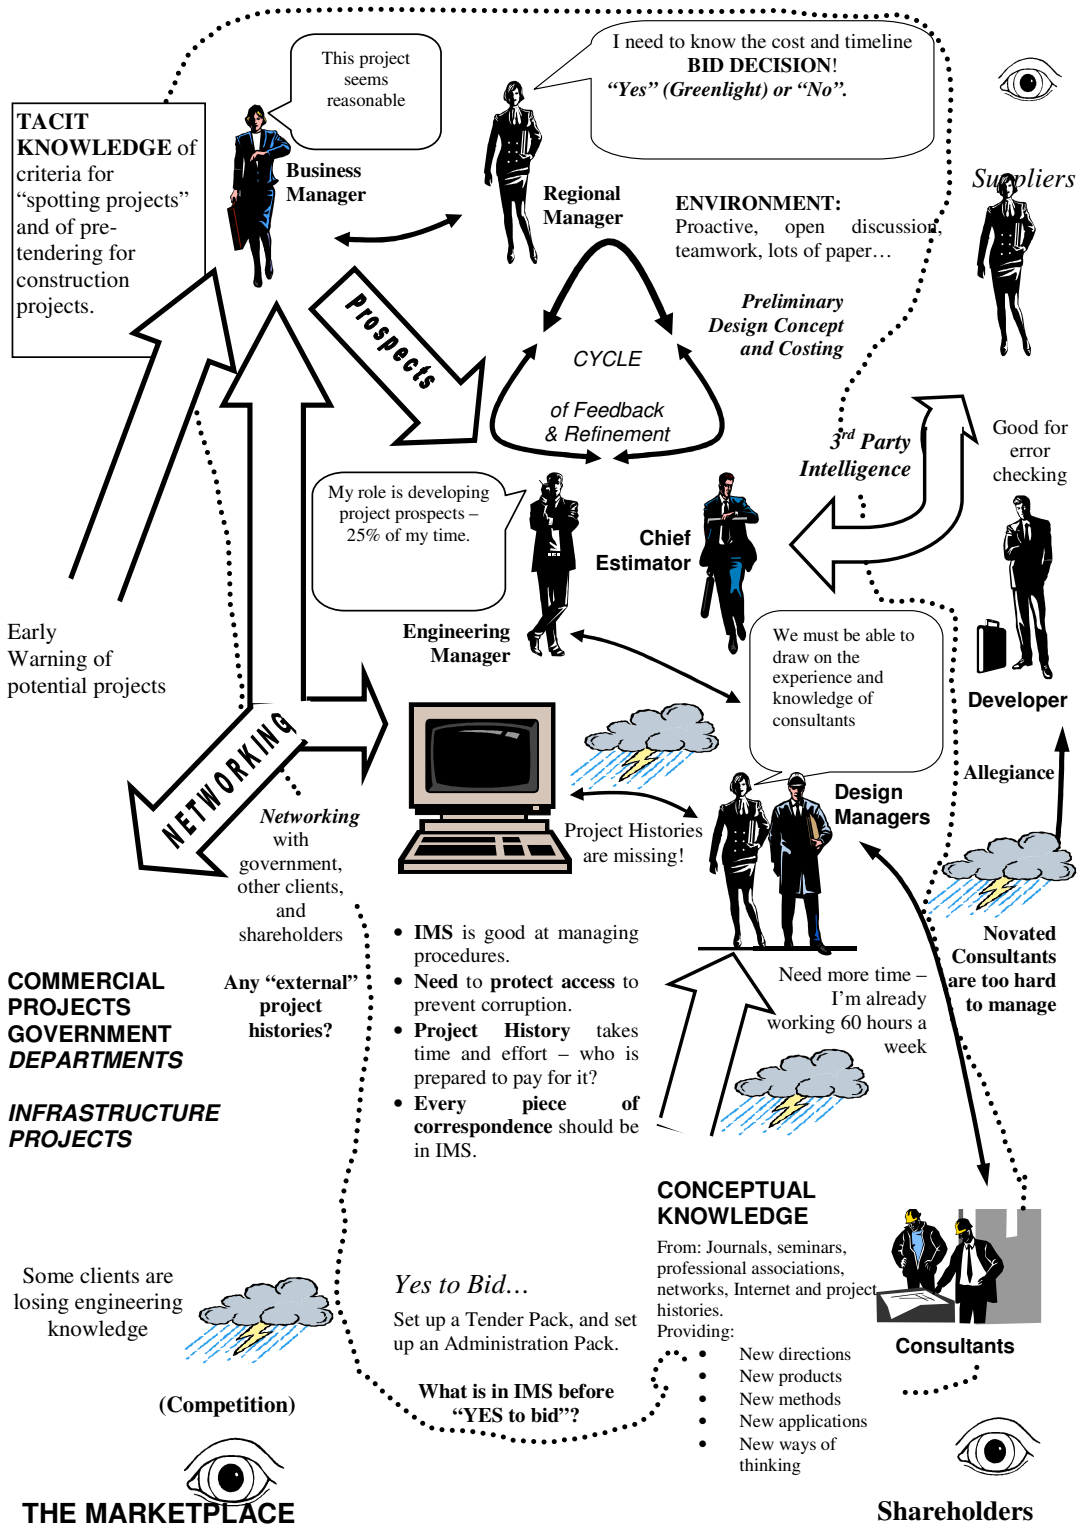 This project
seems
reasonable
I need to know the cost and timeline
BID DECISION!
“Yes” (Greenlight) or “No”.
TACIT
KNOWLEDGE of
criteria for
“spotting projects”
and of pre-
tendering for
construction
projects.
Business
Manager
Regional
Manager
Suppliers
ENVIRONMENT:
Proactive, open discussion,
teamwork, lots of paper…
Prospects
Preliminary
Design Concept
and Costing
CYCLE
of Feedback
& Refinement
3rd Party
Intelligence
Good for
error
checking
My role is developing
project prospects –
25% of my time.
Chief
Estimator
Early
Warning of
potential projects
Engineering
Manager
We must be able to
draw on the
experience and
knowledge of
consultants
Developer
NETWORKING
Allegiance
Design
Managers
Networking
with
government,
other clients,
and
shareholders
Project Histories
are missing!
Any “external”
project
histories?
• IMS is good at managing
procedures.
• Need to protect access to
prevent corruption.
• Project History takes
time and effort – who is
prepared to pay for it?
• Every piece of
correspondence should be
in IMS.
Need more time –
I’m already
working 60 hours a
week
Novated
Consultants
are too hard
to manage
COMMERCIAL
PROJECTS
GOVERNMENT
DEPARTMENTS
INFRASTRUCTURE
PROJECTS
CONCEPTUAL
KNOWLEDGE
From: Journals, seminars,
professional associations,
networks, Internet and project
histories.
Providing:
• New directions
• New products
• New methods
• New applications
• New ways of
thinking
Consultants
Some clients are
losing engineering
knowledge
Yes to Bid…
Set up a Tender Pack, and set
up an Administration Pack.
What is in IMS before
“YES to bid”?
(Competition)
THE MARKETPLACE
Shareholders